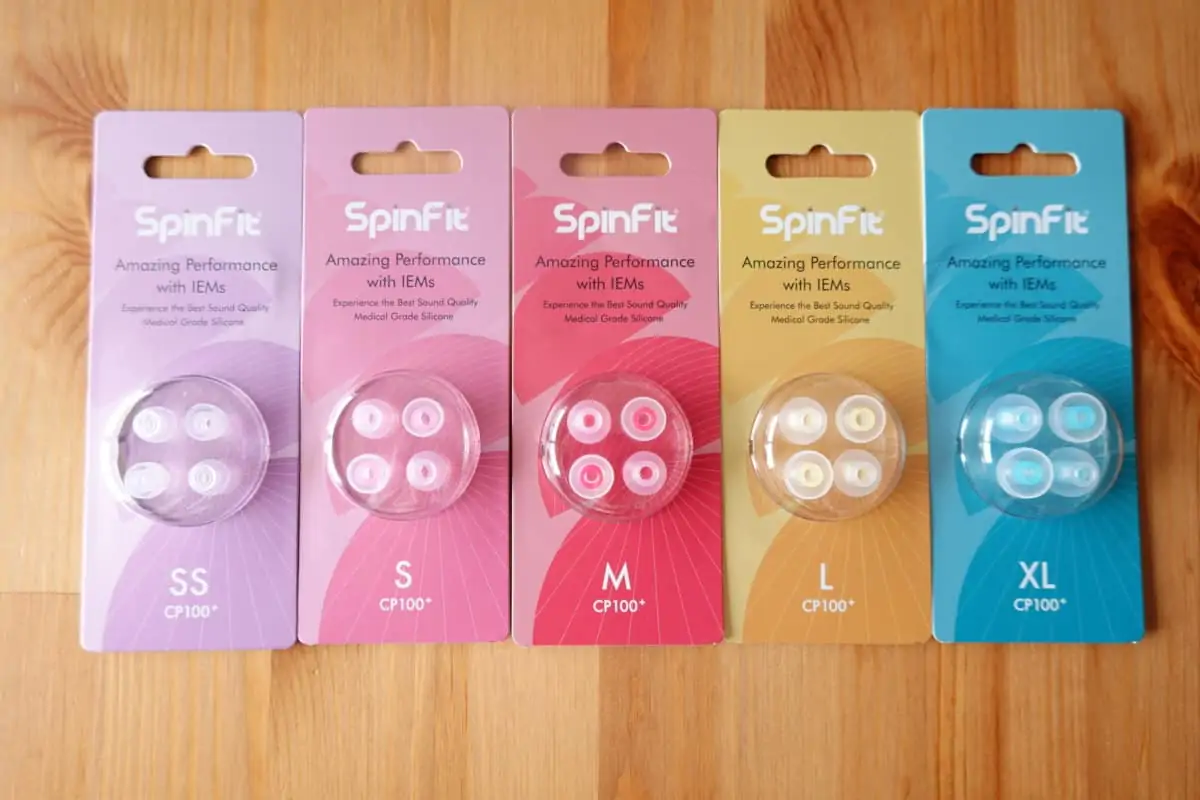 SpinFit
Amazing Performance
with IEMs
Experience the Best Sound Quality
Medical Grade Silicone
SS
CP100+
SpinFit
Amazing Performance
with IEMs
Experience the Best Sound Quality
Medical Grade Silicone
S
CP100+
SpinFit
Amazing Performance
with IEMs
Experience the Best Sound Quality
Medical Grade Silicone
M
CP100+
SpinFit
Amazing Performance
with IEMs
Experience the Best Sound Quality
Medical Grade Silicone
L
CP100+
SpinFit
Amazing Performance
with IEMs
Experience the Best Sound Quality
Medical Grade Silicone
XL
CP100+